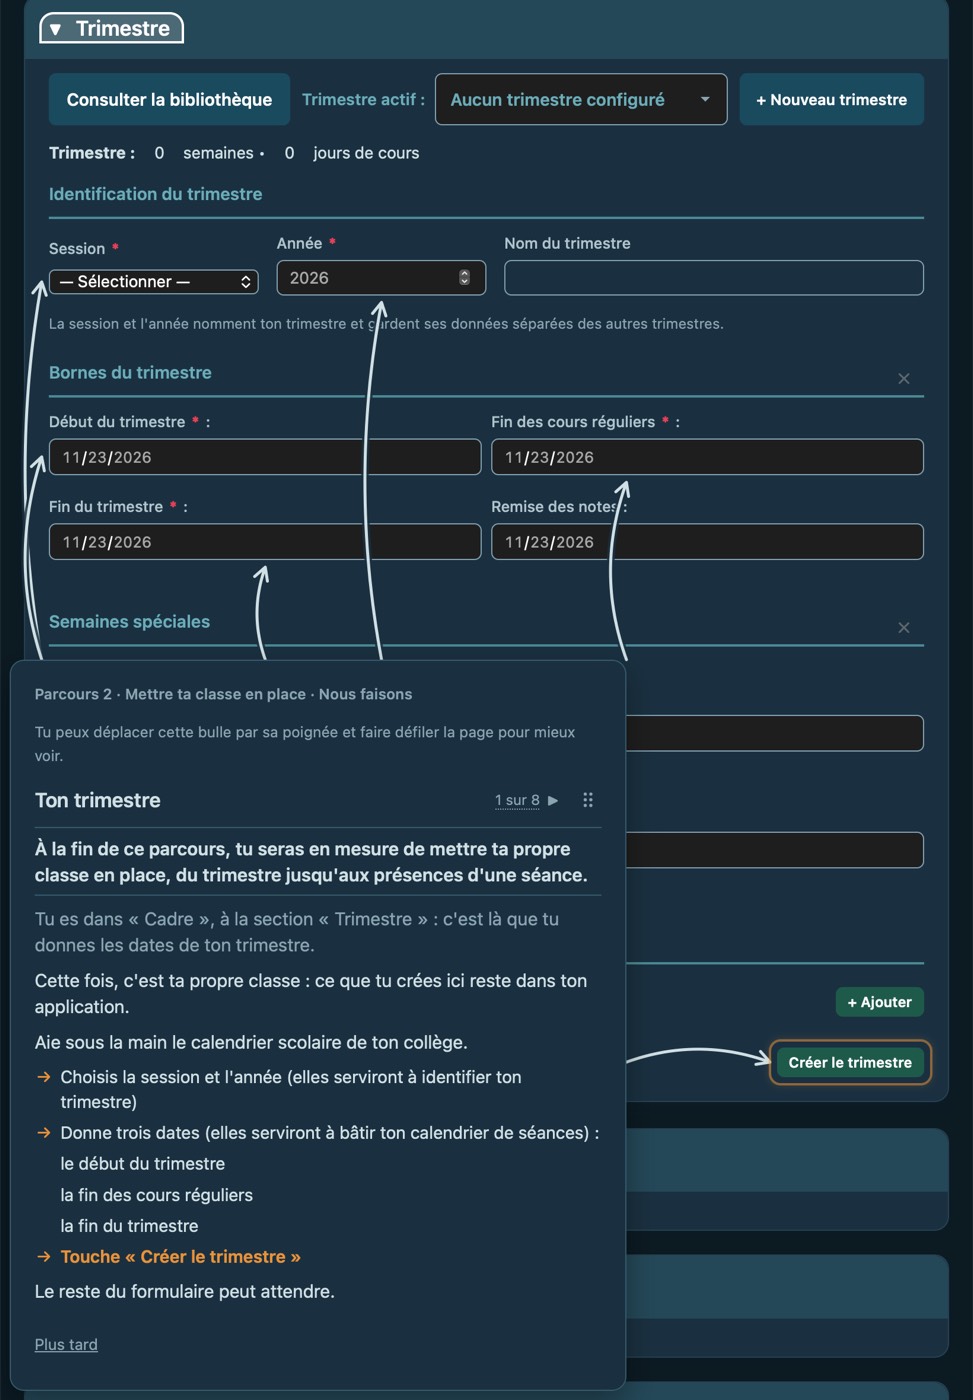 ▼ Trimestre
Consulter la bibliothèque
Trimestre actif :
Aucun trimestre configuré
+ Nouveau trimestre
Trimestre : 0 semaines • 0 jours de cours
Identification du trimestre
Session *
Année *
Nom du trimestre
— Sélectionner —
2026
La session et l'année nomment ton trimestre et gardent ses données séparées des autres trimestres.
Bornes du trimestre
×
Début du trimestre * :
Fin des cours réguliers * :
11/23/2026
11/23/2026
Fin du trimestre * :
Remise des notes :
11/23/2026
11/23/2026
Semaines spéciales
×
Parcours 2 · Mettre ta classe en place · Nous faisons
Tu peux déplacer cette bulle par sa poignée et faire défiler la page pour mieux
voir.
Ton trimestre
1 sur 8 ▶
À la fin de ce parcours, tu seras en mesure de mettre ta propre
classe en place, du trimestre jusqu'aux présences d'une séance.
Tu es dans « Cadre », à la section « Trimestre » : c'est là que tu
donnes les dates de ton trimestre.
Cette fois, c'est ta propre classe : ce que tu crées ici reste dans ton
application.
Aie sous la main le calendrier scolaire de ton collège.
→ Choisis la session et l'année (elles serviront à identifier ton
trimestre)
→ Donne trois dates (elles serviront à bâtir ton calendrier de séances) :
le début du trimestre
la fin des cours réguliers
la fin du trimestre
→ Touche « Créer le trimestre »
Le reste du formulaire peut attendre.
Plus tard
+ Ajouter
Créer le trimestre